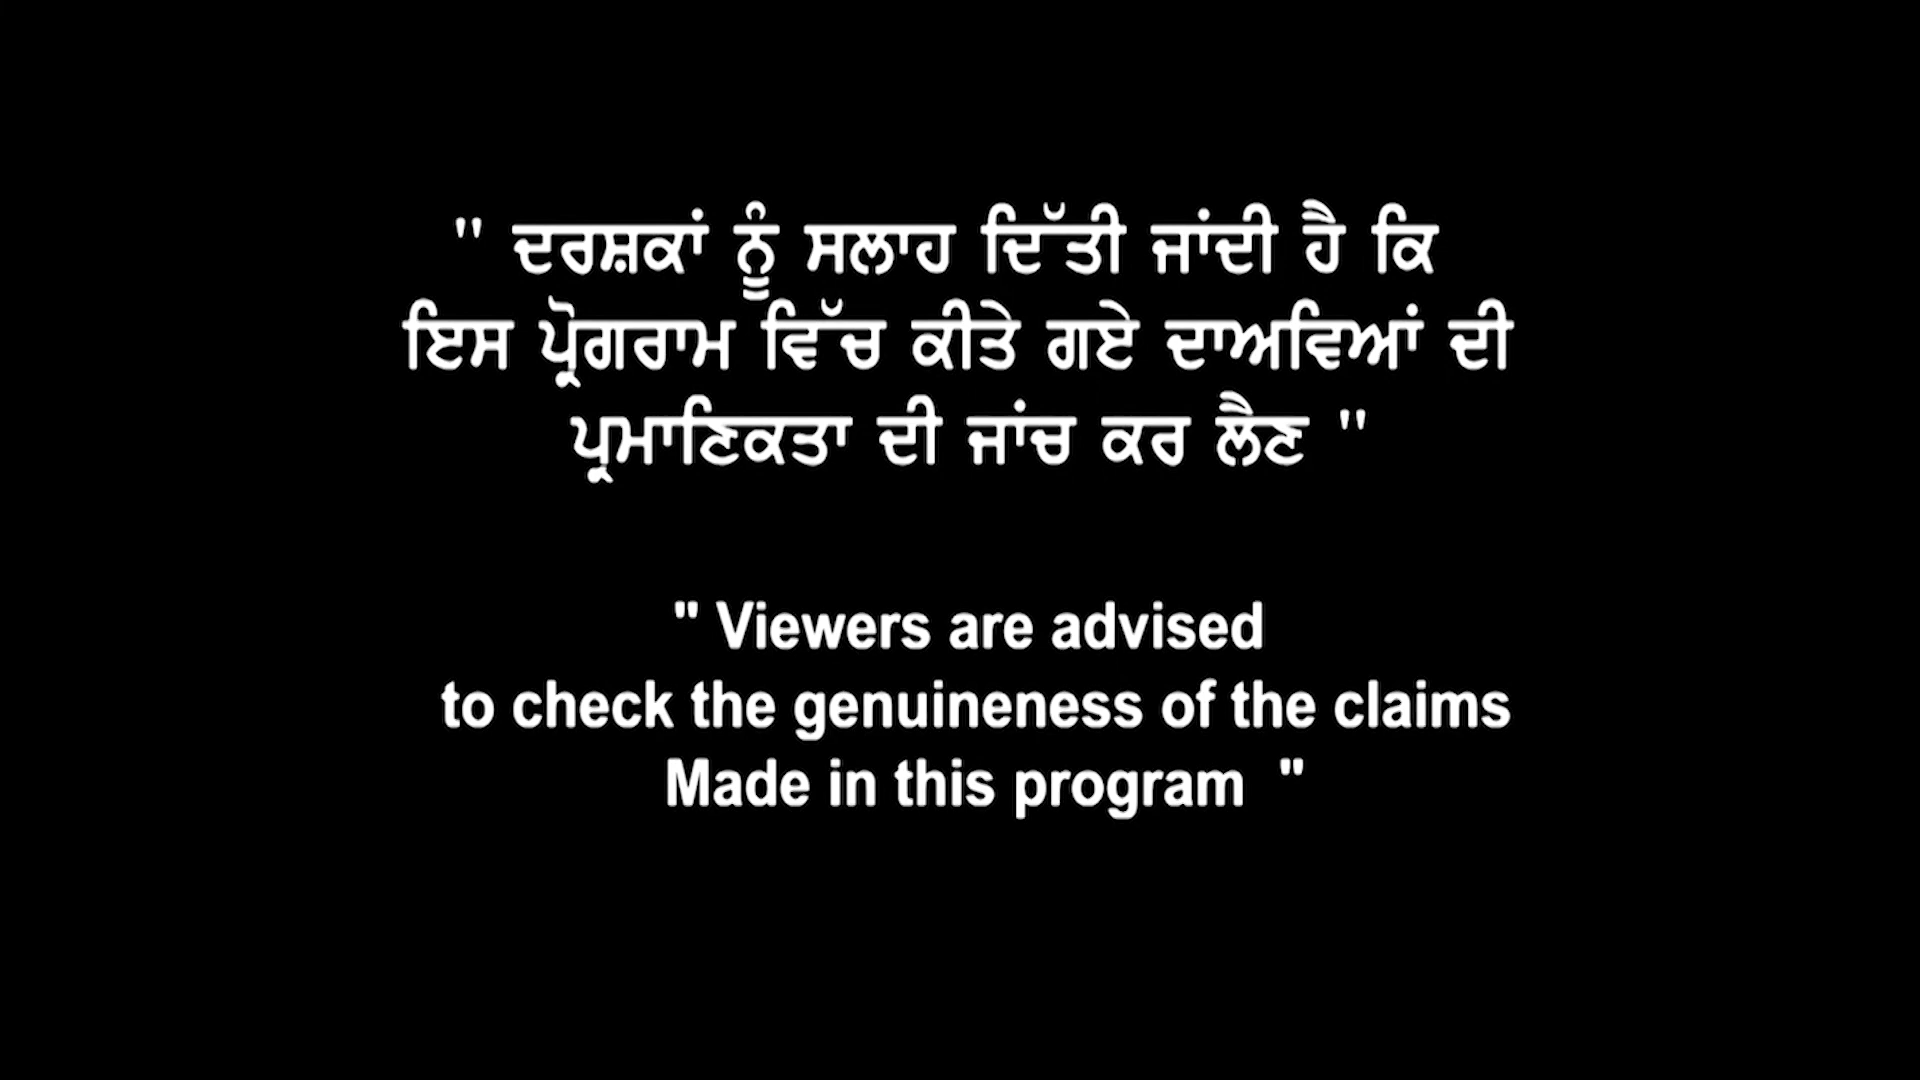 " ਦਰਸ਼ਕਾਂ ਨੂੰ ਸਲਾਹ ਦਿੱਤੀ ਜਾਂਦੀ ਹੈ ਕਿ
ਇਸ ਪ੍ਰੋਗਰਾਮ ਵਿੱਚ ਕੀਤੇ ਗਏ ਦਾਅਵਿਆਂ ਦੀ
ਪ੍ਰਮਾਣਿਕਤਾ ਦੀ ਜਾਂਚ ਕਰ ਲੈਣ "
" Viewers are advised
to check the genuineness of the claims
Made in this program "